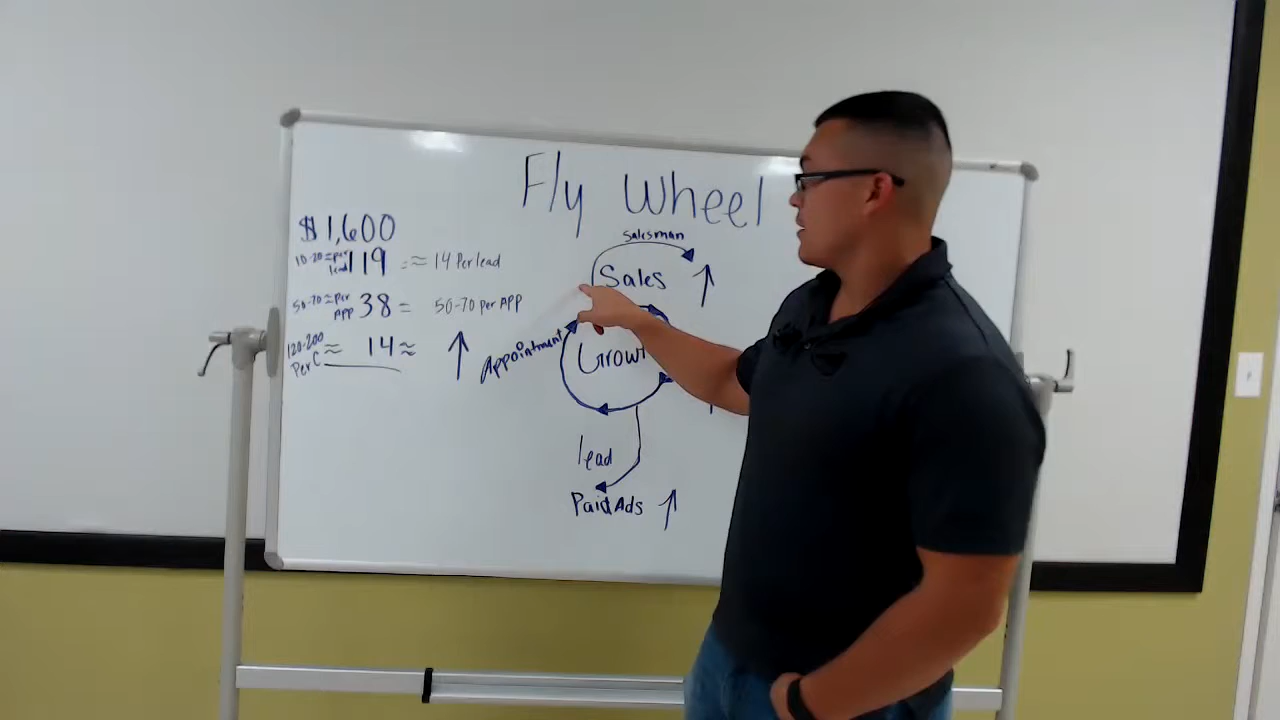 Fly Wheel
$1,600
10-20 ≈ per lead 119 ≈ 14 Per lead
50-70 ≈ per APP 38 = 50-70 per APP
120-200 Per C ≈ 14 ≈ ↑
salesman
Sales ↑
Appointment
Growt
lead
Paid Ads ↑